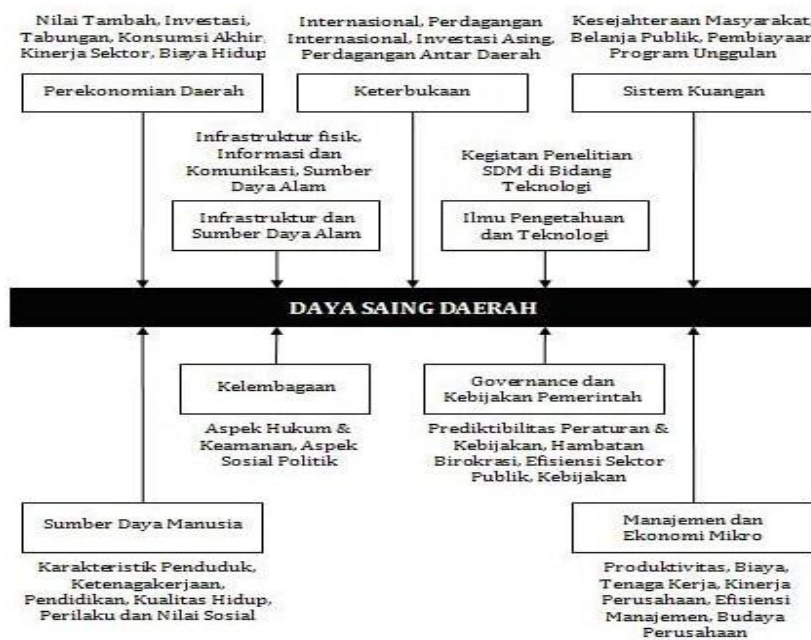 Nilai Tambah, Investasi,
Tabungan, Konsumsi Akhir,
Kinerja Sektor, Biaya Hidup
Perekonomian Daerah
Internasional, Perdagangan
Internasional, Investasi Asing,
Perdagangan Antar Daerah
Keterbukaan
Kesejahteraan Masyarakat,
Belanja Publik, Pembiayaan
Program Unggulan
Sistem Kuangan
Infrastruktur fisik,
Informasi dan
Komunikasi, Sumber
Daya Alam
Infrastruktur dan
Sumber Daya Alam
Kegiatan Penelitian
SDM di Bidang
Teknologi
Ilmu Pengetahuan
dan Teknologi
DAYA SAING DAERAH
Kelembagaan
Aspek Hukum &
Keamanan, Aspek
Sosial Politik
Governance dan
Kebijakan Pemerintah
Prediktibilitas Peraturan &
Kebijakan, Hambatan
Birokrasi, Efisiensi Sektor
Publik, Kebijakan
Sumber Daya Manusia
Karakteristik Penduduk,
Ketenagakerjaan,
Pendidikan, Kualitas Hidup,
Perilaku dan Nilai Sosial
Manajemen dan
Ekonomi Mikro
Produktivitas, Biaya,
Tenaga Kerja, Kinerja
Perusahaan, Efisiensi
Manajemen, Budaya
Perusahaan